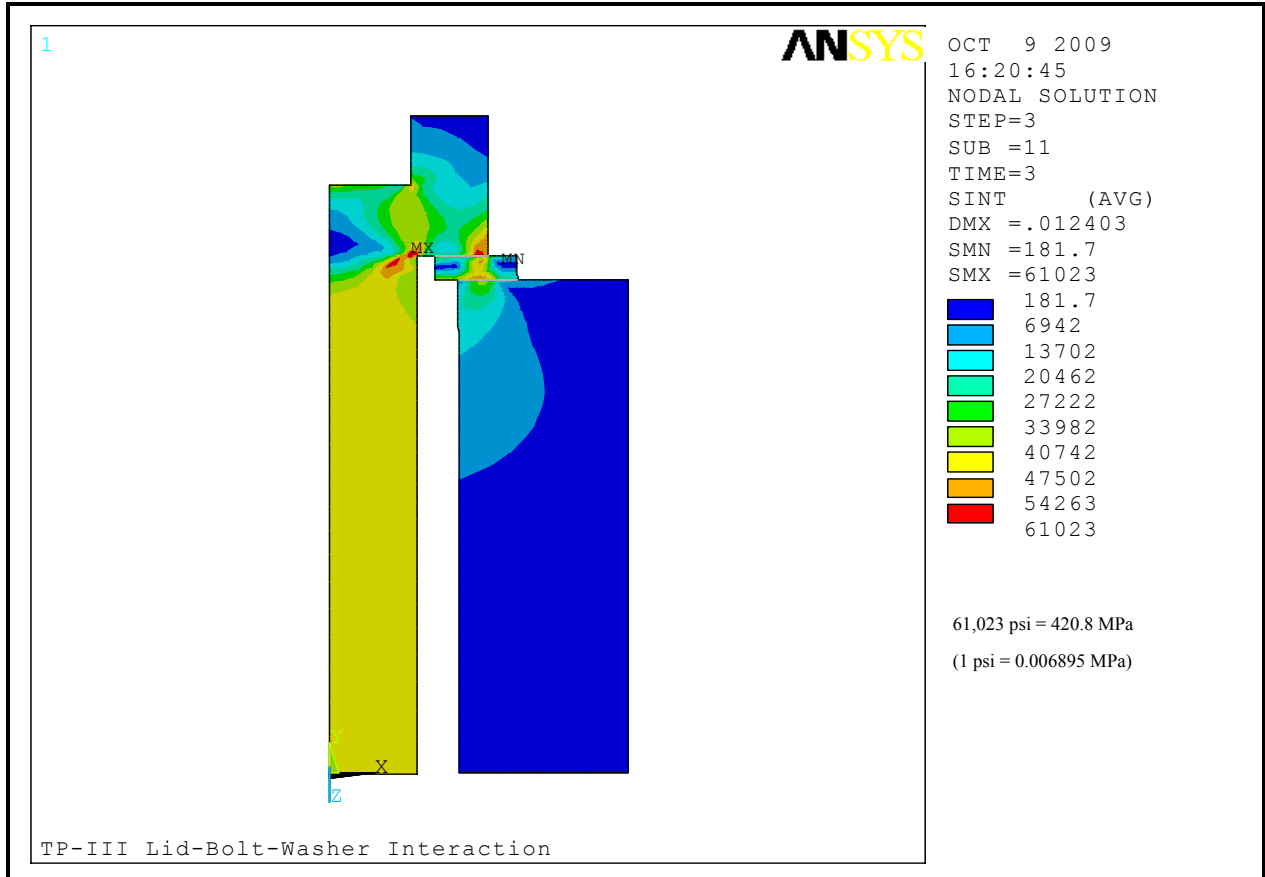 1
ANSYS
OCT 9 2009
16:20:45
NODAL SOLUTION
STEP=3
SUB =11
TIME=3
SINT (AVG)
DMX =.012403
SMN =181.7
SMX =61023
181.7
6942
13702
20462
27222
33982
40742
47502
54263
61023
61,023 psi = 420.8 MPa
(1 psi = 0.006895 MPa)
MX
MN
Y
X
Z
TP-III Lid-Bolt-Washer Interaction